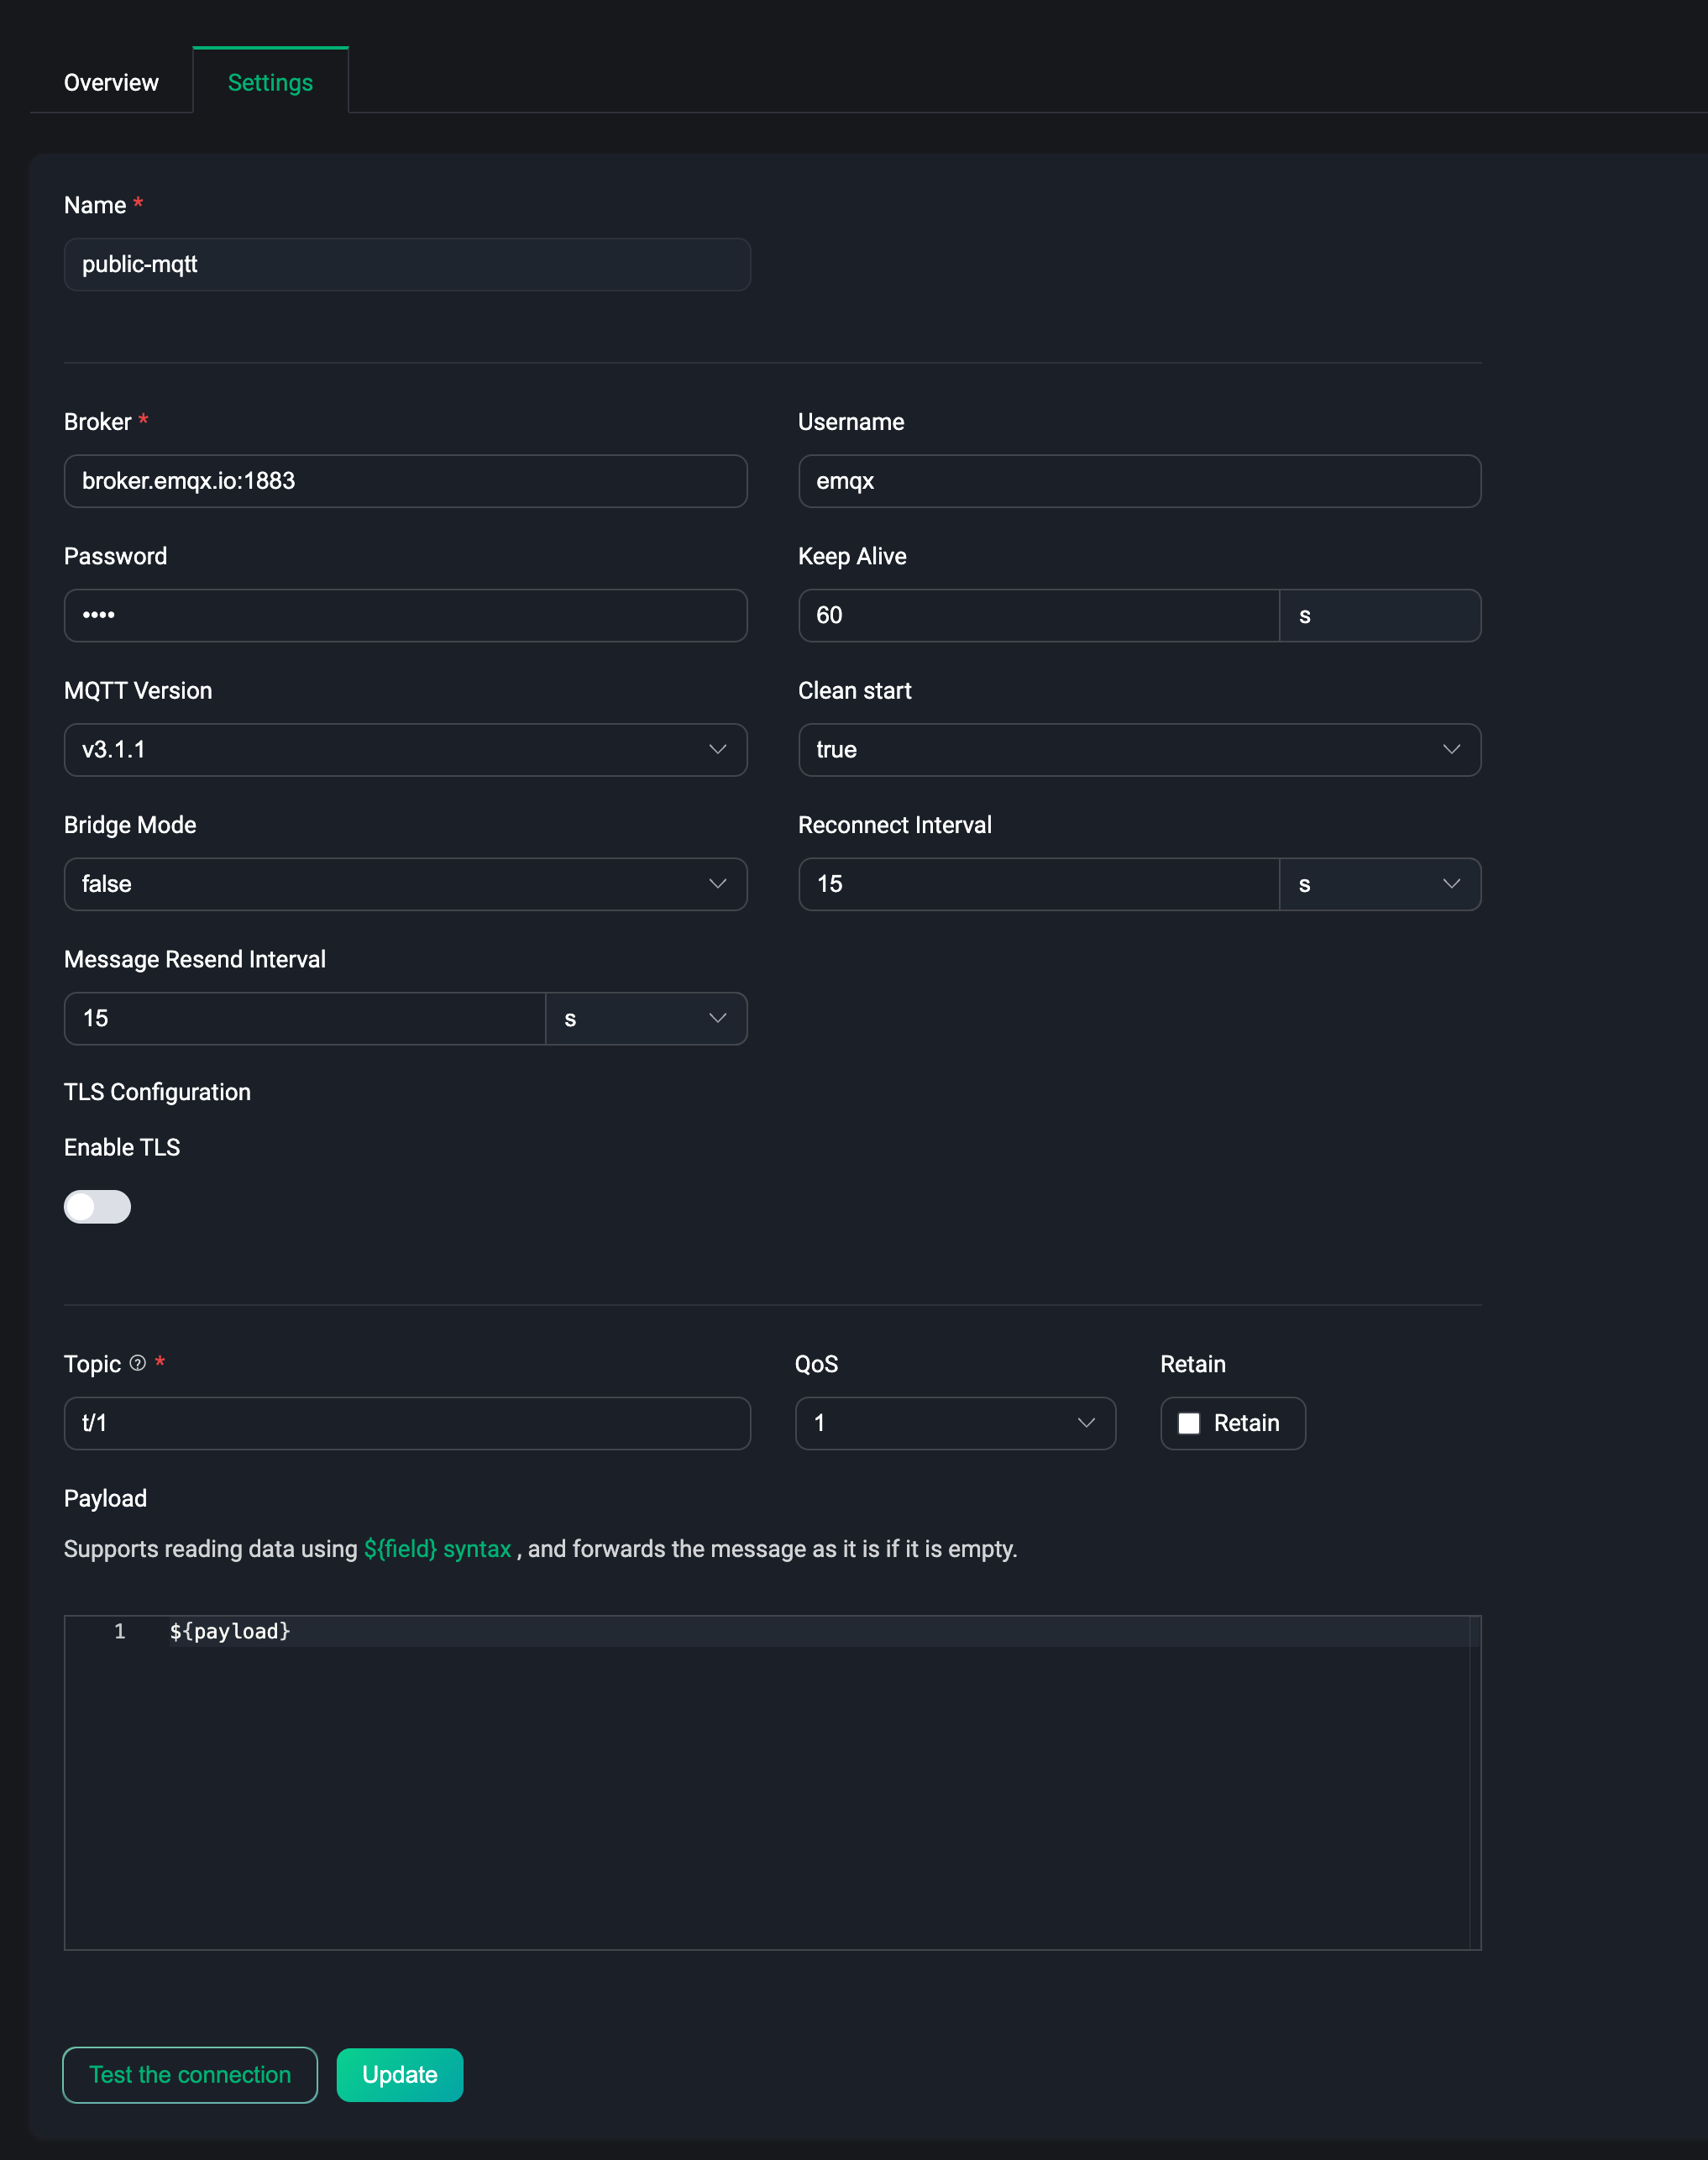 Overview
Settings
Name *
public-mqtt
Broker *
Username
broker.emqx.io:1883
emqx
Password
Keep Alive
••••
60
s
MQTT Version
Clean start
v3.1.1
true
Bridge Mode
Reconnect Interval
false
15
s
Message Resend Interval
15
s
TLS Configuration
Enable TLS
Topic ? *
QoS
Retain
t/1
1
Retain
Payload
Supports reading data using ${field} syntax , and forwards the message as it is if it is empty.
1 ${payload}
Test the connection
Update